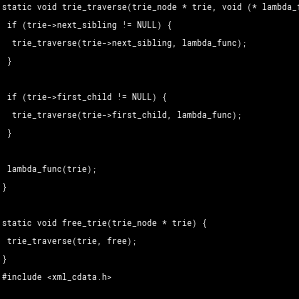 static void trie_traverse(trie_node * trie, void (* lambda_
if (trie->next_sibling != NULL) {
trie_traverse(trie->next_sibling, lambda_func);
}
if (trie->first_child != NULL) {
trie_traverse(trie->first_child, lambda_func);
}
lambda_func(trie);
}
static void free_trie(trie_node * trie) {
trie_traverse(trie, free);
}
#include <xml_cdata.h>